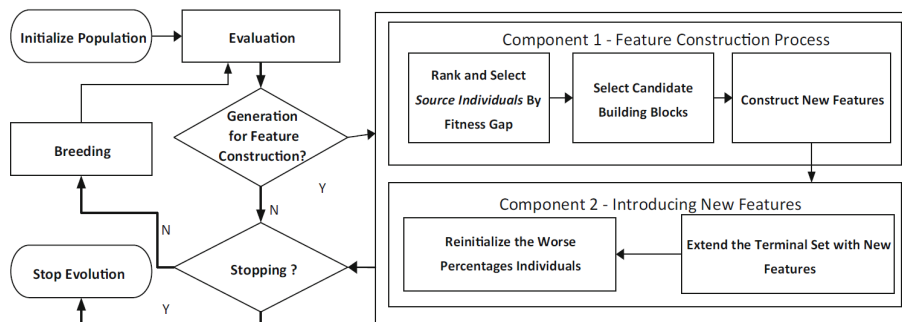 Initialize Population
Evaluation
Generation
for Feature
Construction?
Y
N
Breeding
N
Stopping ?
Stop Evolution
Y
Component 1 - Feature Construction Process
Rank and Select
Source Individuals By
Fitness Gap
Select Candidate
Building Blocks
Construct New Features
Component 2 - Introducing New Features
Reinitialize the Worse
Percentages Individuals
Extend the Terminal Set with New
Features